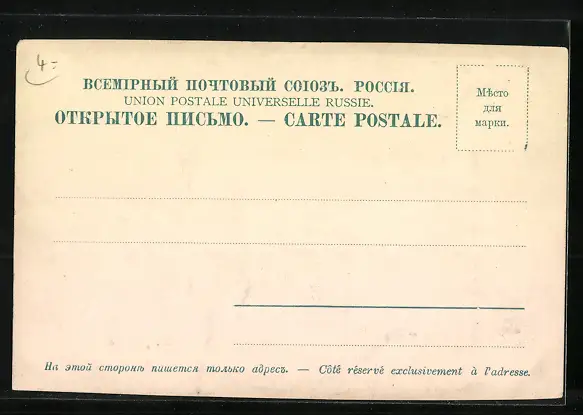 4-
ВСЕМІРНЫЙ ПОЧТОВЫЙ СОЮЗЪ. РОССІЯ.
UNION POSTALE UNIVERSELLE RUSSIE.
ОТКРЫТОЕ ПИСЬМО. — CARTE POSTALE.
Мѣсто
для
марки.
На этой сторонѣ пишется только адресъ. — Côté réservé exclusivement à l'adresse.